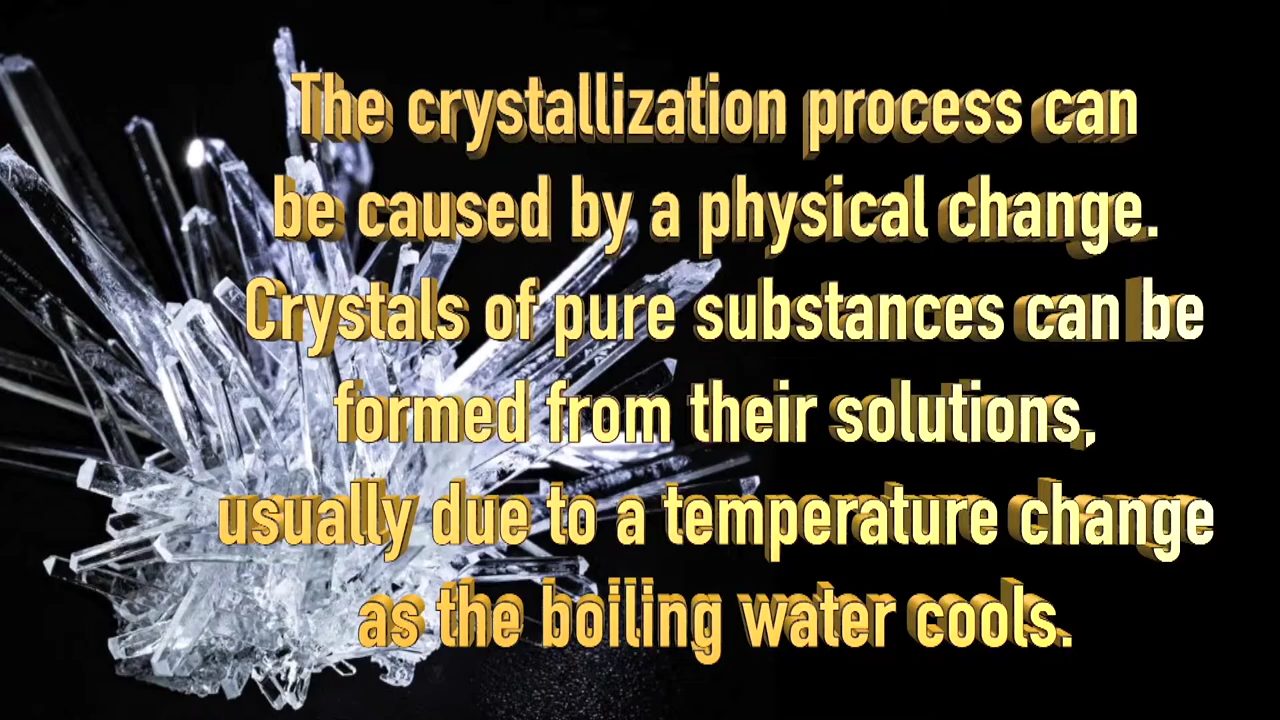 The crystallization process can
be caused by a physical change.
Crystals of pure substances can be
formed from their solutions,
usually due to a temperature change
as the boiling water cools.